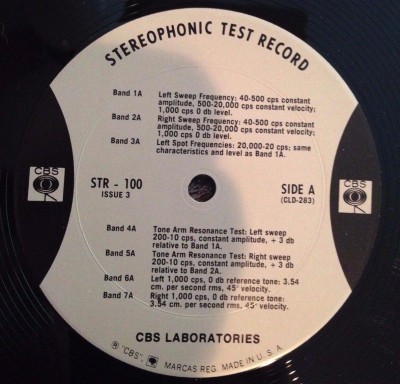 STEREOPHONIC TEST RECORD
Band 1A Left Sweep Frequency: 40-500 cps constant
amplitude, 500-20,000 cps constant velocity;
1,000 cps 0 db level.
Band 2A Right Sweep Frequency: 40-500 cps constant
amplitude, 500-20,000 cps constant velocity;
1,000 cps 0 db level.
Band 3A Left Spot Frequencies: 20,000-20 cps; same
characteristics and level as Band 1A.
CBS
CBS
STR - 100
ISSUE 3
SIDE A
(CLD-283)
Band 4A Tone Arm Resonance Test: Left sweep
200-10 cps, constant amplitude, + 3 db
relative to Band 1A.
Band 5A Tone Arm Resonance Test: Right sweep
200-10 cps, constant amplitude, + 3 db
relative to Band 2A.
Band 6A Left 1,000 cps, 0 db reference tone: 3.54
cm. per second rms, 45° velocity.
Band 7A Right 1,000 cps, 0 db reference tone:
3.54 cm. per second rms, 45° velocity.
CBS LABORATORIES
® "CBS", MARCAS REG. MADE IN U. S. A.